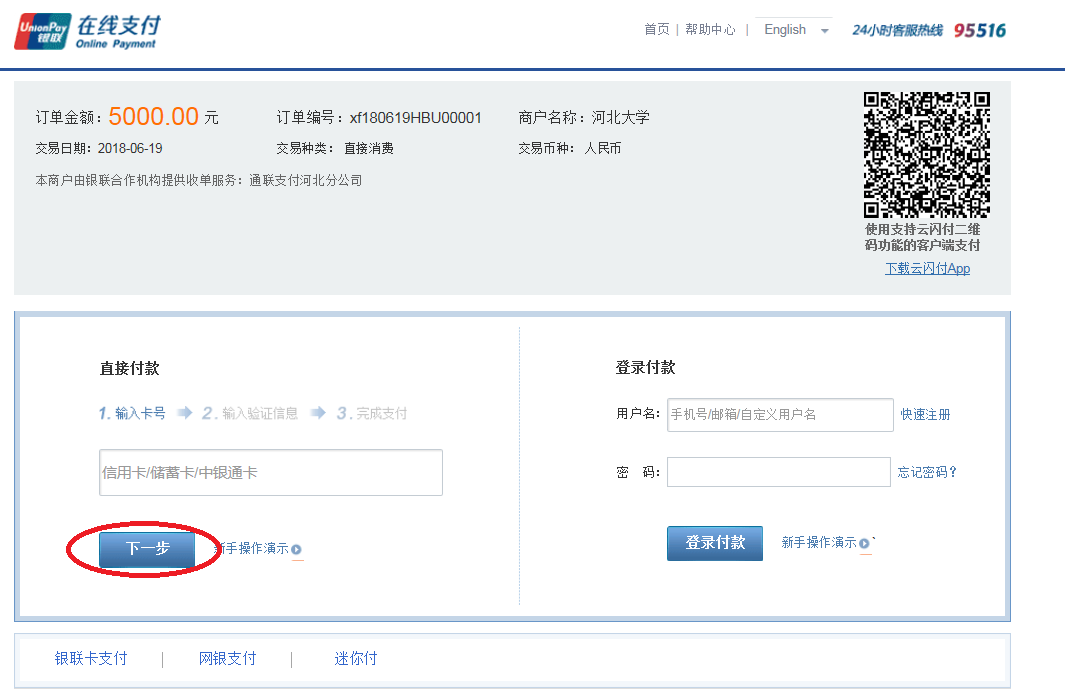 UnionPay 银联 在线支付
Online Payment
首页 | 帮助中心 | English 24小时客服热线 95516
订单金额：5000.00 元 订单编号：xf180619HBU00001 商户名称：河北大学
交易日期：2018-06-19 交易种类： 直接消费 交易币种： 人民币
本商户由银联合作机构提供收单服务：通联支付河北分公司
使用支持云闪付二维
码功能的客户端支付
下载云闪付App
直接付款
1. 输入卡号 2. 输入验证信息 3. 完成支付
信用卡/储蓄卡/中银通卡
下一步 新手操作演示
登录付款
用户名: 手机号/邮箱/自定义用户名 快速注册
密 码: 忘记密码?
登录付款 新手操作演示
银联卡支付 | 网银支付 | 迷你付